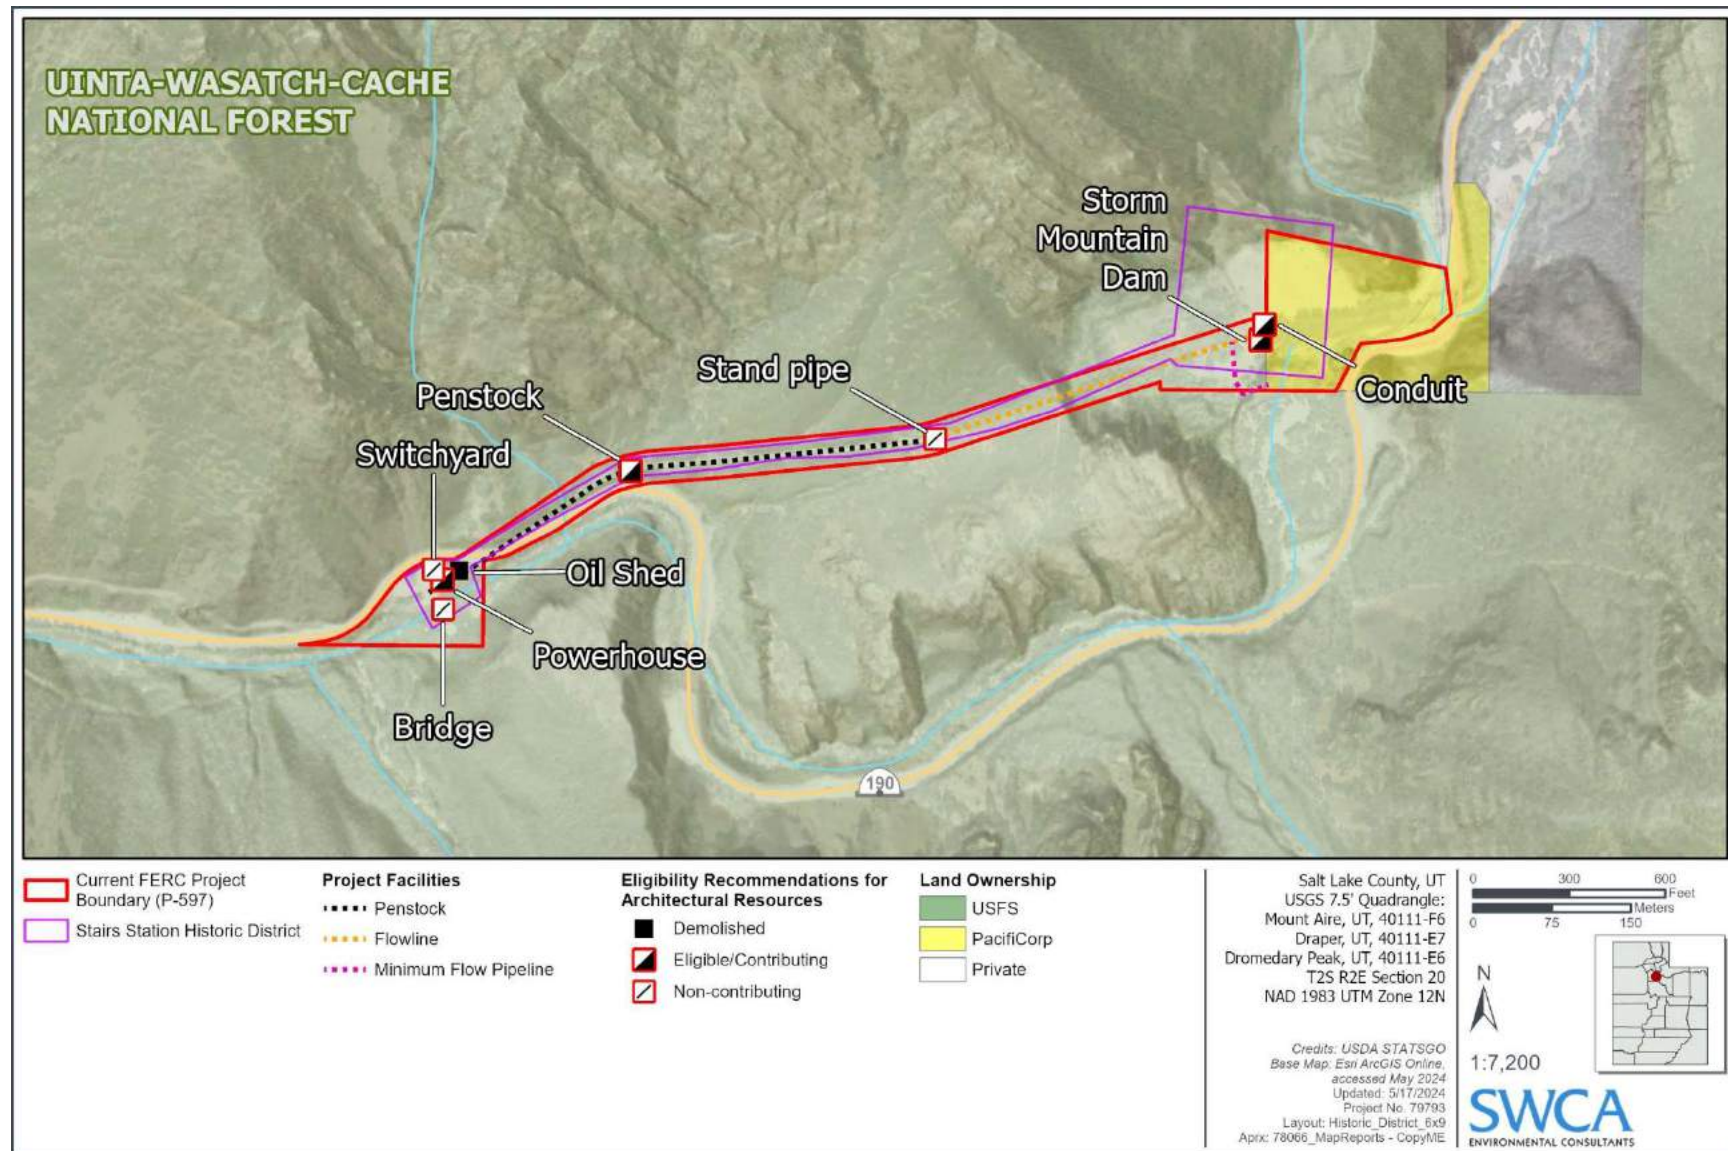 UINTA-WASATCH-CACHE
NATIONAL FOREST
Storm
Mountain
Dam
Stand pipe
Penstock
Conduit
Switchyard
Oil Shed
Powerhouse
Bridge
190
Current FERC Project
Boundary (P-597)
Stairs Station Historic District
Project Facilities
Penstock
Flowline
Minimum Flow Pipeline
Eligibility Recommendations for
Architectural Resources
Demolished
Eligible/Contributing
Non-contributing
Land Ownership
USFS
PacifiCorp
Private
Salt Lake County, UT
USGS 7.5' Quadrangle:
Mount Aire, UT, 40111-F6
Draper, UT, 40111-E7
Dromedary Peak, UT, 40111-E6
T2S R2E Section 20
NAD 1983 UTM Zone 12N
Credits: USDA STATSGO
Base Map: Esri ArcGIS Online,
accessed May 2024
Updated: 5/17/2024
Project No. 79793
Layout: Historic_District_6x9
Aprx: 78066_MapReports - CopyME
0 300 600
Feet
Meters
0 75 150
N
1:7,200
SWCA
ENVIRONMENTAL CONSULTANTS